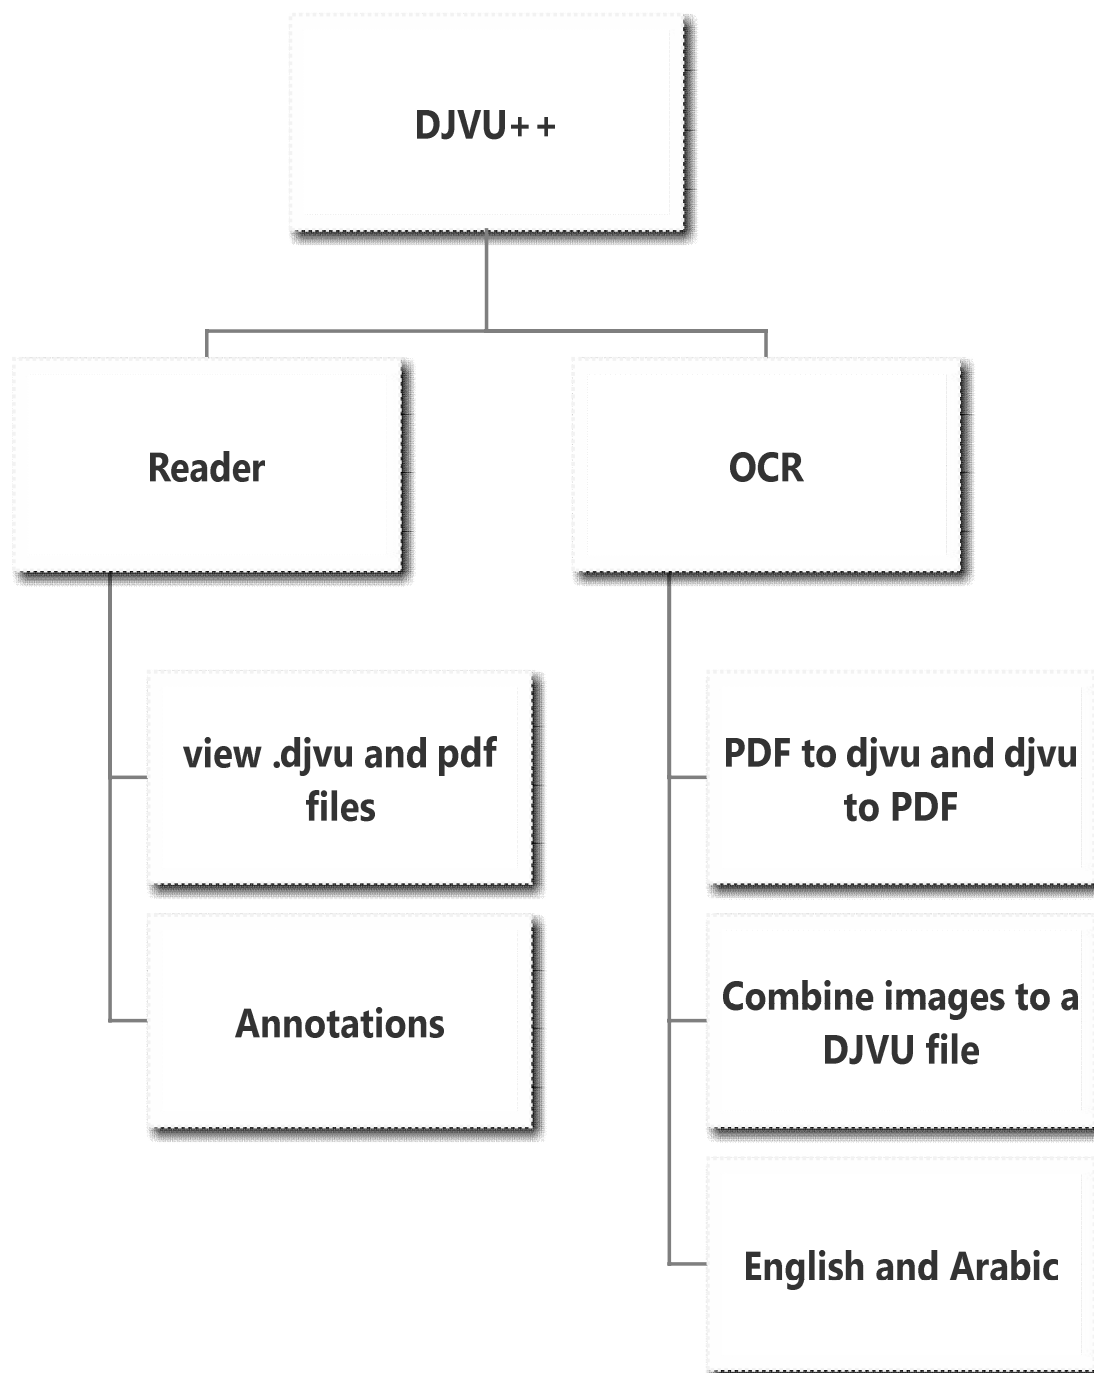 DJVU++
Reader
OCR
view .djvu and pdf
files
PDF to djvu and djvu
to PDF
Annotations
Combine images to a
DJVU file
English and Arabic